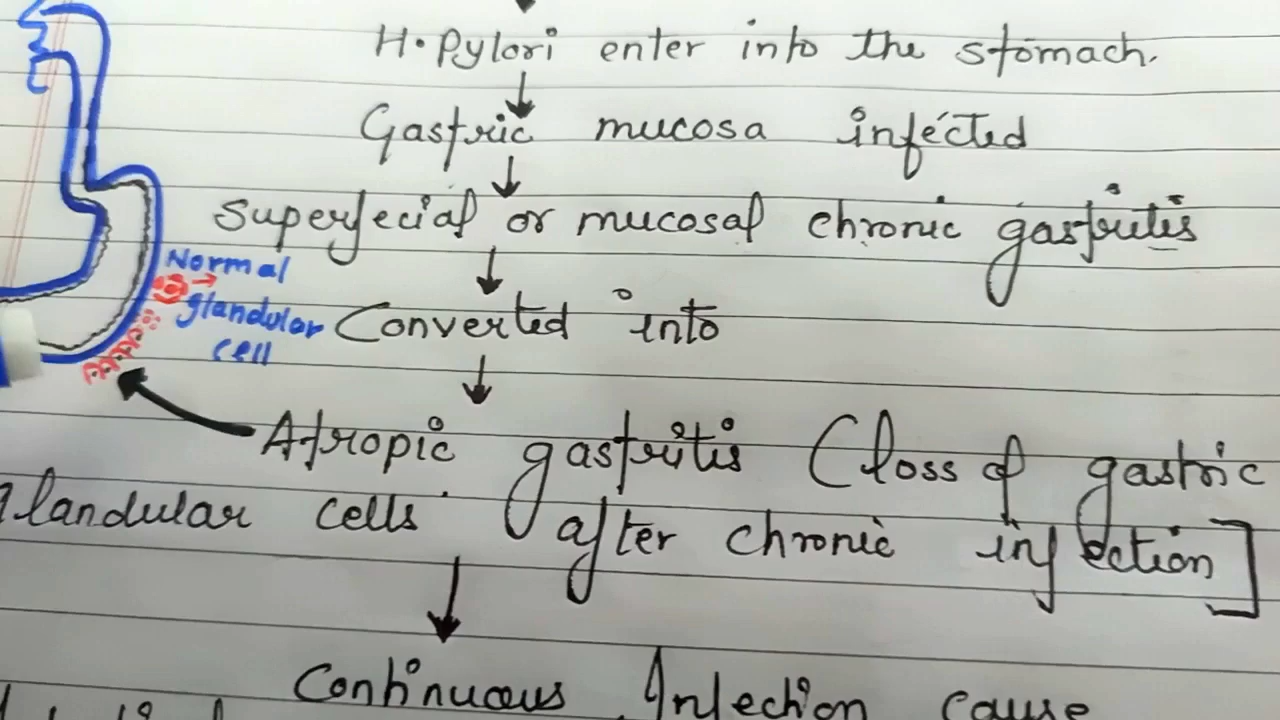 H. Pylori enter into the stomach.
Gastric mucosa infected
Superfecial or mucosal chronic gastritis
Normal
glandular
cell
Converted into
Atropic gastritis (loss of gastric
glandular cells after chronic infection]
Continuous Infection cause